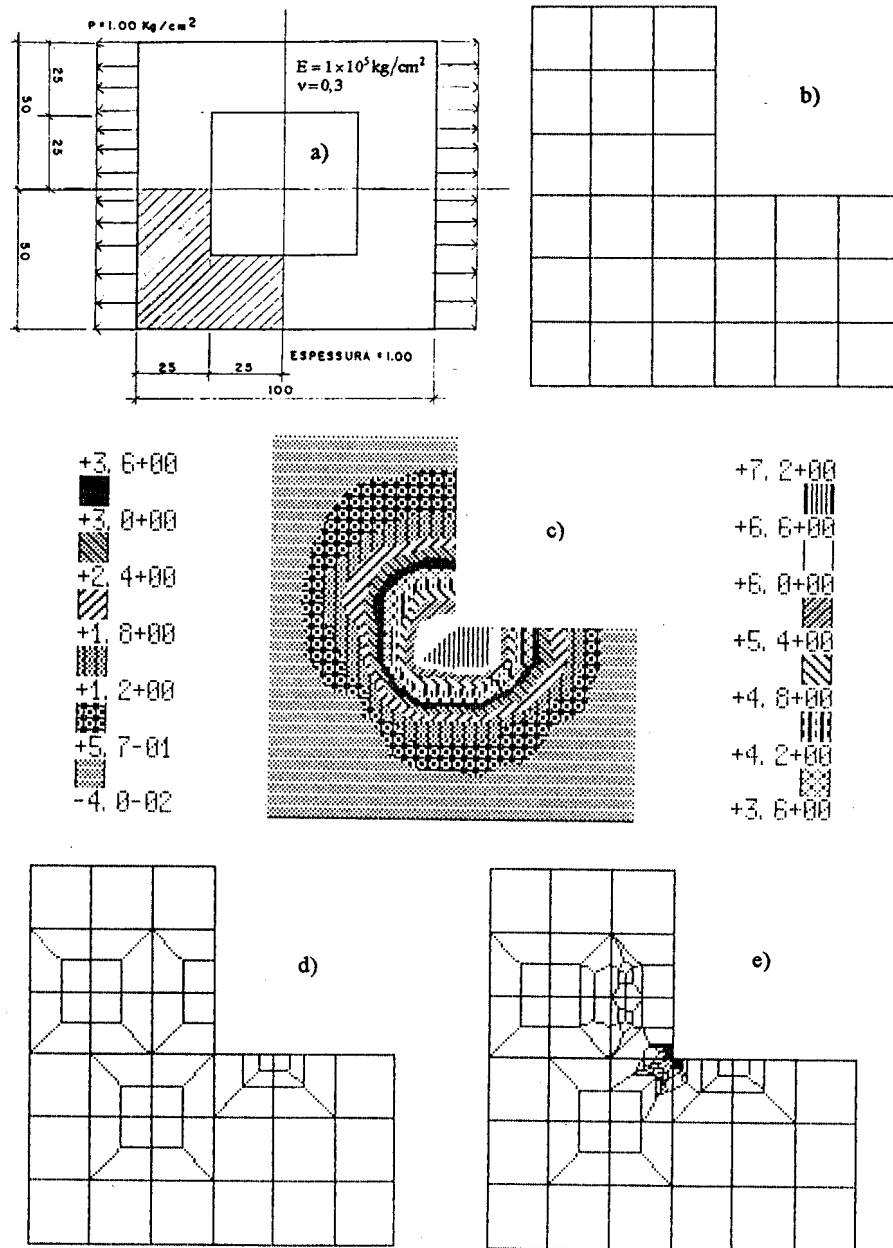 P = 1.00 Kg/cm²
E = 1×10⁵ kg/cm²
ν=0,3
25
50
25
50
a)
b)
ESPESSURA = 1.00
25
25
100
+3. 6+00
+3. 0+00
+2. 4+00
+1. 8+00
+1. 2+00
+5. 7-01
-4. 0-02
c)
+7. 2+00
+6. 6+00
+6. 0+00
+5. 4+00
+4. 8+00
+4. 2+00
+3. 6+00
d)
e)